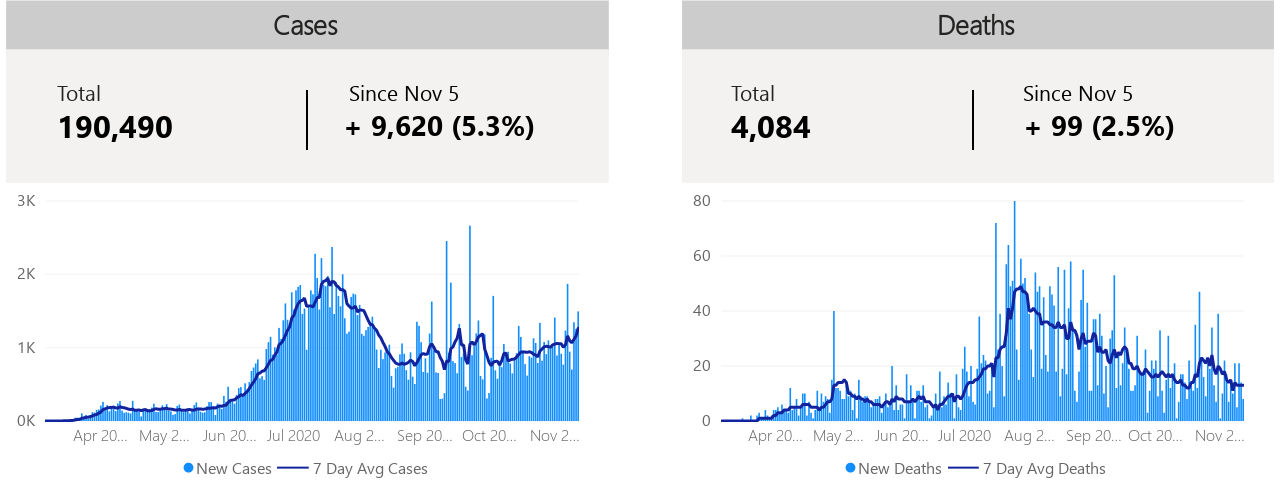 Cases
Total
Since Nov 5
190,490
+ 9,620 (5.3%)
3K
2K
1K
0K
Apr 20... May 2... Jun 20... Jul 2020 Aug 2... Sep 20... Oct 20... Nov 2...
New Cases 7 Day Avg Cases
Deaths
Total
Since Nov 5
4,084
+ 99 (2.5%)
80
60
40
20
0
Apr 20... May 2... Jun 20... Jul 2020 Aug 20... Sep 20... Oct 20... Nov 2...
New Deaths 7 Day Avg Deaths